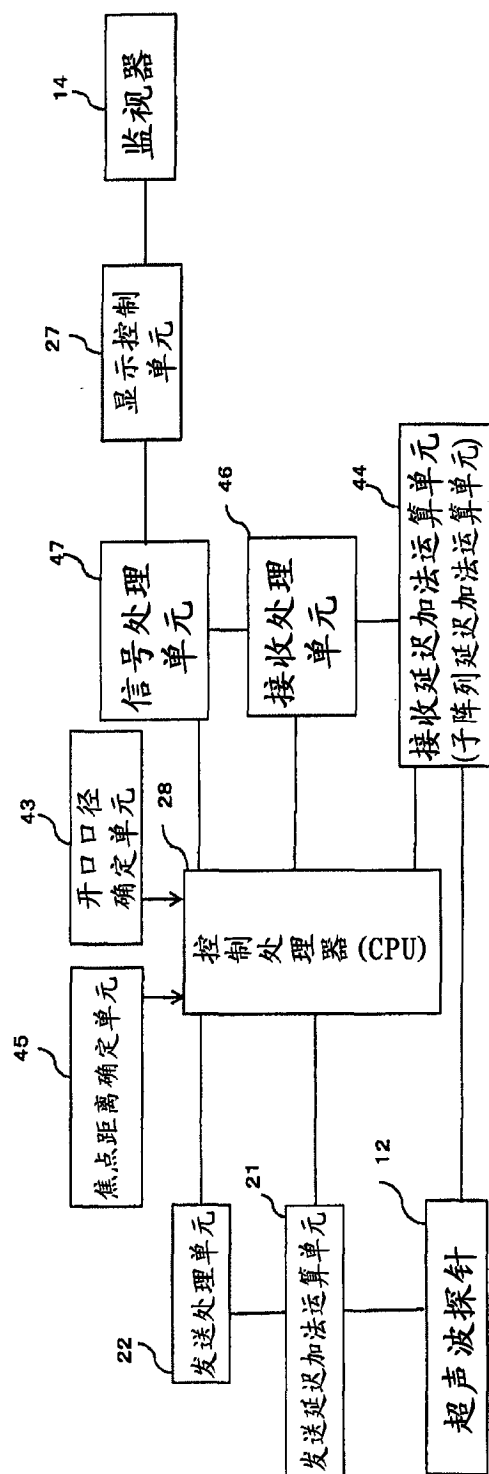 45
焦点距离确定单元
43
开口口径
确定单元
22
发送处理单元
28
控制处理器(CPU)
47
信号处理
单元
27
显示控制
单元
14
监视器
21
发送延迟加法运算单元
46
接收处理
单元
12
超声波探针
44
接收延迟加法运算单元
(子阵列延迟加法运算单元)